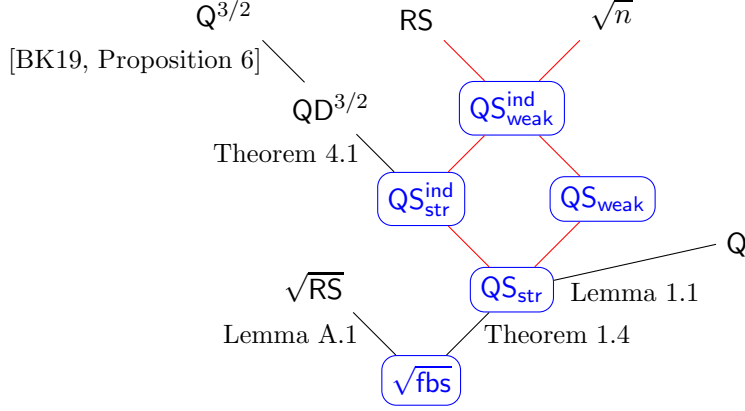 Q^{3/2}
RS
√n
[BK19, Proposition 6]
QD^{3/2}
QS^{ind}_{weak}
Theorem 4.1
QS^{ind}_{str}
QS_{weak}
Q
√RS
QS_{str}
Lemma 1.1
Lemma A.1
Theorem 1.4
√fbs